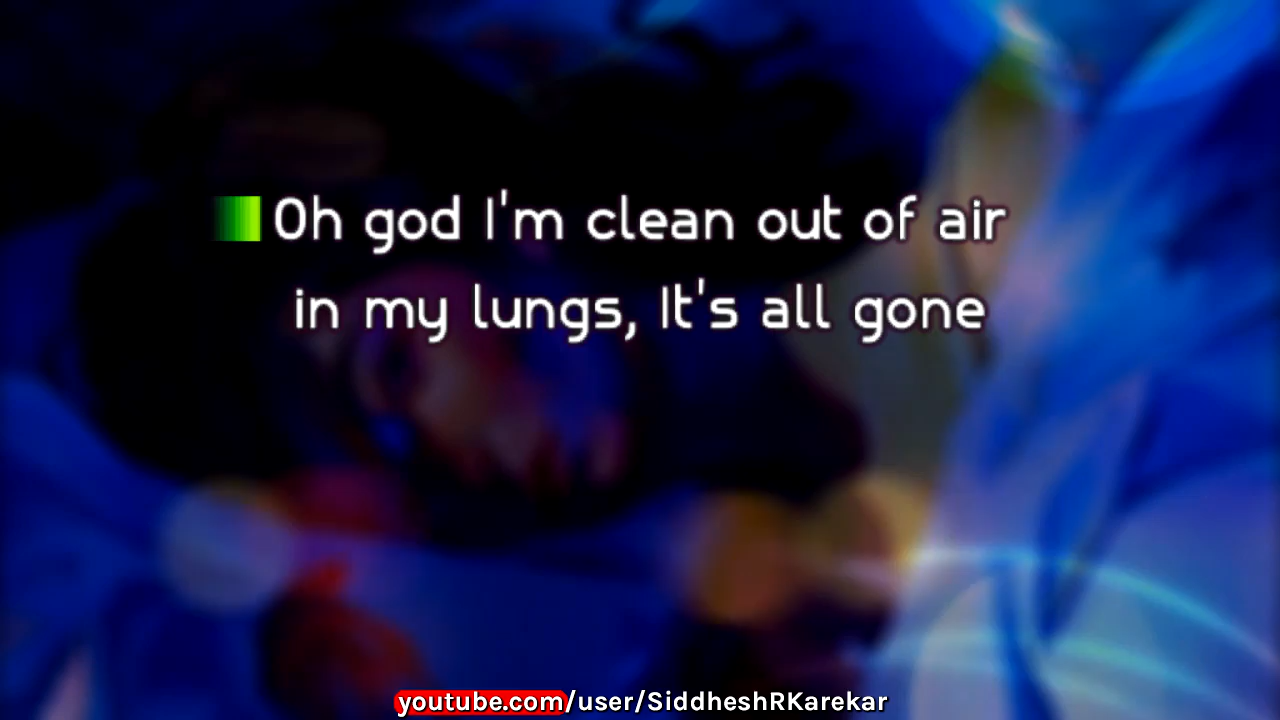 Oh god I'm clean out of air
in my lungs, It's all gone
youtube.com/user/SiddheshRKarekar